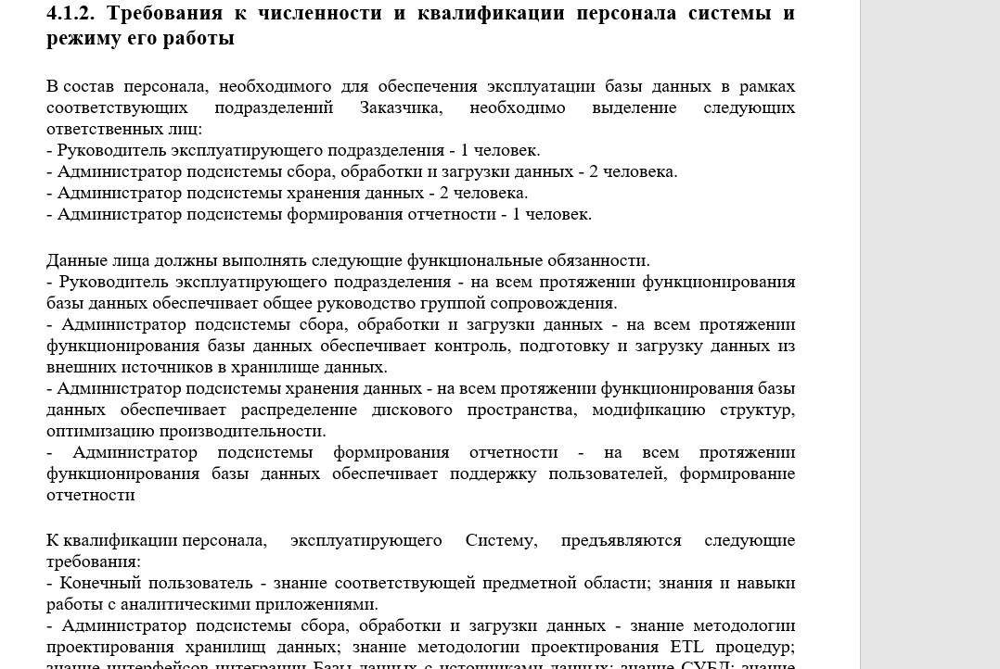 4.1.2. Требования к численности и квалификации персонала системы и
режиму его работы
В состав персонала, необходимого для обеспечения эксплуатации базы данных в рамках
соответствующих подразделений Заказчика, необходимо выделение следующих
ответственных лиц:
- Руководитель эксплуатирующего подразделения - 1 человек.
- Администратор подсистемы сбора, обработки и загрузки данных - 2 человека.
- Администратор подсистемы хранения данных - 2 человека.
- Администратор подсистемы формирования отчетности - 1 человек.
Данные лица должны выполнять следующие функциональные обязанности.
- Руководитель эксплуатирующего подразделения - на всем протяжении функционирования
базы данных обеспечивает общее руководство группой сопровождения.
- Администратор подсистемы сбора, обработки и загрузки данных - на всем протяжении
функционирования базы данных обеспечивает контроль, подготовку и загрузку данных из
внешних источников в хранилище данных.
- Администратор подсистемы хранения данных - на всем протяжении функционирования базы
данных обеспечивает распределение дискового пространства, модификацию структур,
оптимизацию производительности.
- Администратор подсистемы формирования отчетности - на всем протяжении
функционирования базы данных обеспечивает поддержку пользователей, формирование
отчетности
К квалификации персонала, эксплуатирующего Систему, предъявляются следующие
требования:
- Конечный пользователь - знание соответствующей предметной области; знания и навыки
работы с аналитическими приложениями.
- Администратор подсистемы сбора, обработки и загрузки данных - знание методологии
проектирования хранилищ данных; знание методологии проектирования ETL процедур;
знание интерфейсов интеграции Базы данных с источниками данных; знание СУБД; знание